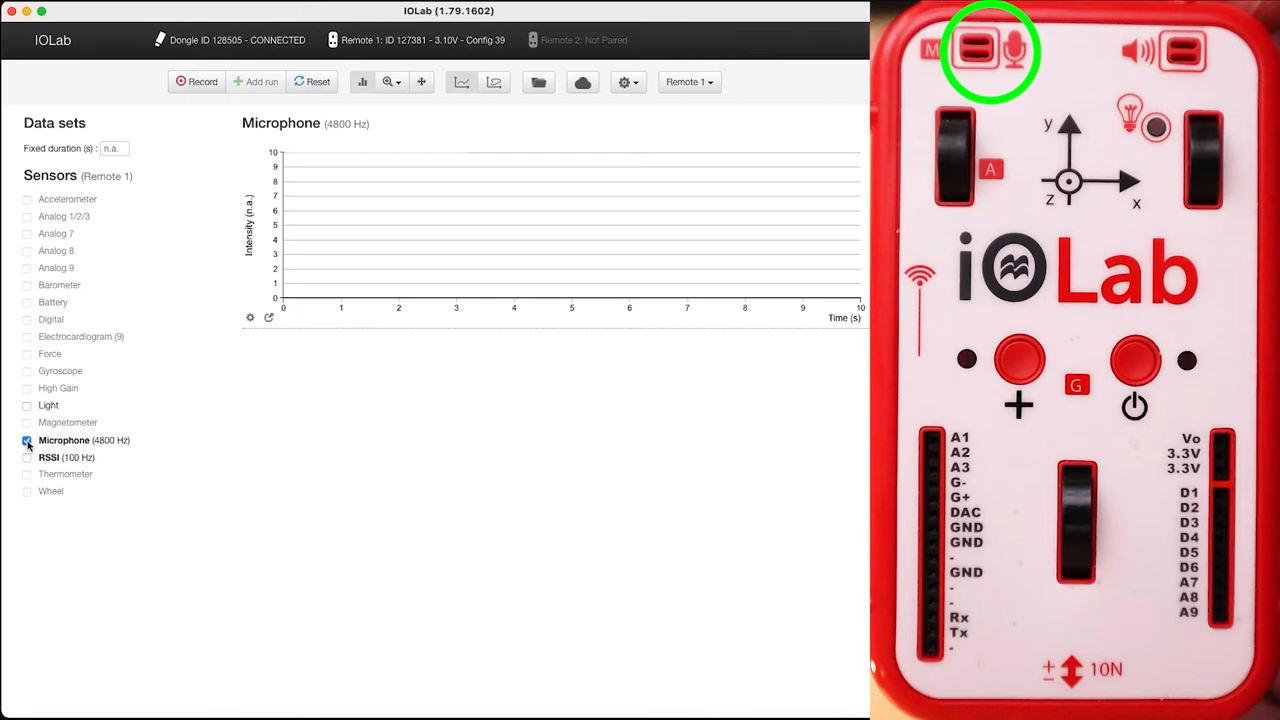 IOLab (1.79.1602)
IOLab
Dongle ID 128505 - CONNECTED
Remote 1: ID 127381 - 3.10V - Config 39
Remote 2: Not Paired
Record
Add run
Reset
Remote 1
Data sets
Fixed duration (s) : n.a.
Sensors (Remote 1)
Accelerometer
Analog 1/2/3
Analog 7
Analog 8
Analog 9
Barometer
Battery
Digital
Electrocardiogram (9)
Force
Gyroscope
High Gain
Light
Magnetometer
Microphone (4800 Hz)
RSSI (100 Hz)
Thermometer
Wheel
Microphone (4800 Hz)
Intensity (n.a.)
10
9
8
7
6
5
4
3
2
1
0
0 1 2 3 4 5 6 7 8 9 10
Time (s)
M
A
y
z
x
iOLab
G
A1
A2
A3
G-
G+
DAC
GND
GND
-
GND
-
-
Rx
Tx
-
Vo
3.3V
3.3V
D1
D2
D3
D4
D5
D6
A7
A8
A9
± 10N